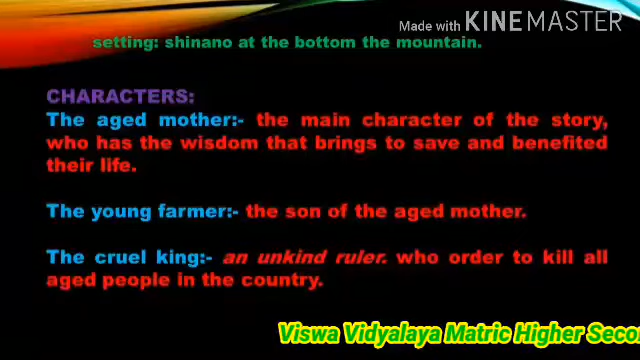 Made with KINEMASTER
setting: shinano at the bottom the mountain.
CHARACTERS:
The aged mother:- the main character of the story,
who has the wisdom that brings to save and benefited
their life.
The young farmer:- the son of the aged mother.
The cruel king:- an unkind ruler. who order to kill all
aged people in the country.
Viswa Vidyalaya Matric Higher Secon